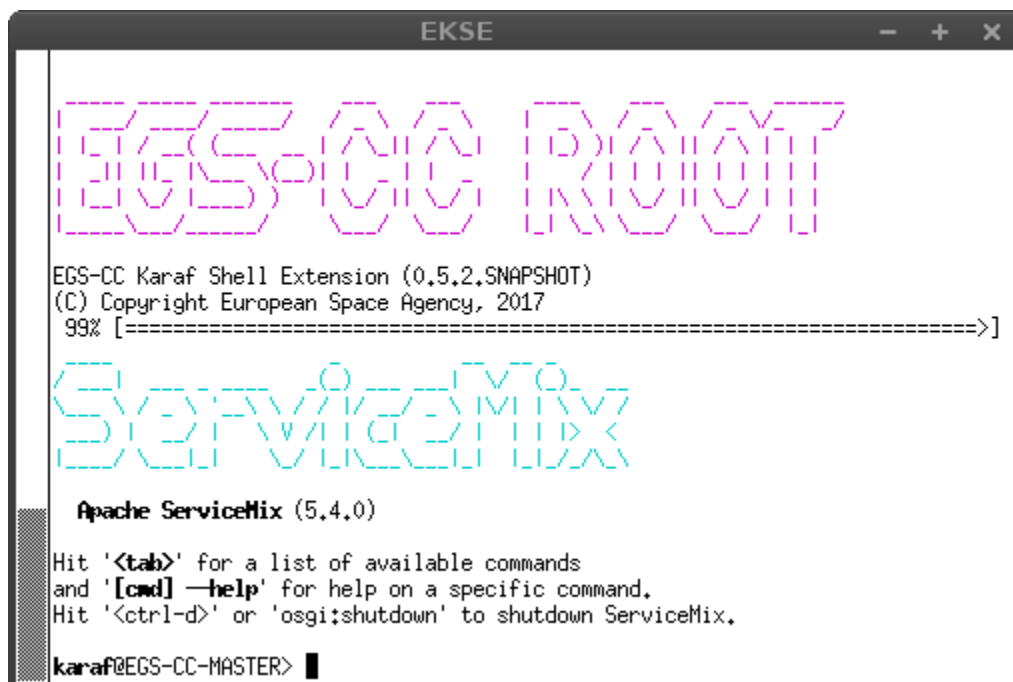 EKSE
EGS-CC ROOT
EGS-CC Karaf Shell Extension (0.5.2.SNAPSHOT)
(C) Copyright European Space Agency, 2017
99% [=======================================================================>]
ServiceMix
Apache ServiceMix (5.4.0)
Hit '<tab>' for a list of available commands
and '[cmd] --help' for help on a specific command.
Hit '<ctrl-d>' or 'osgi:shutdown' to shutdown ServiceMix.
karaf@EGS-CC-MASTER>